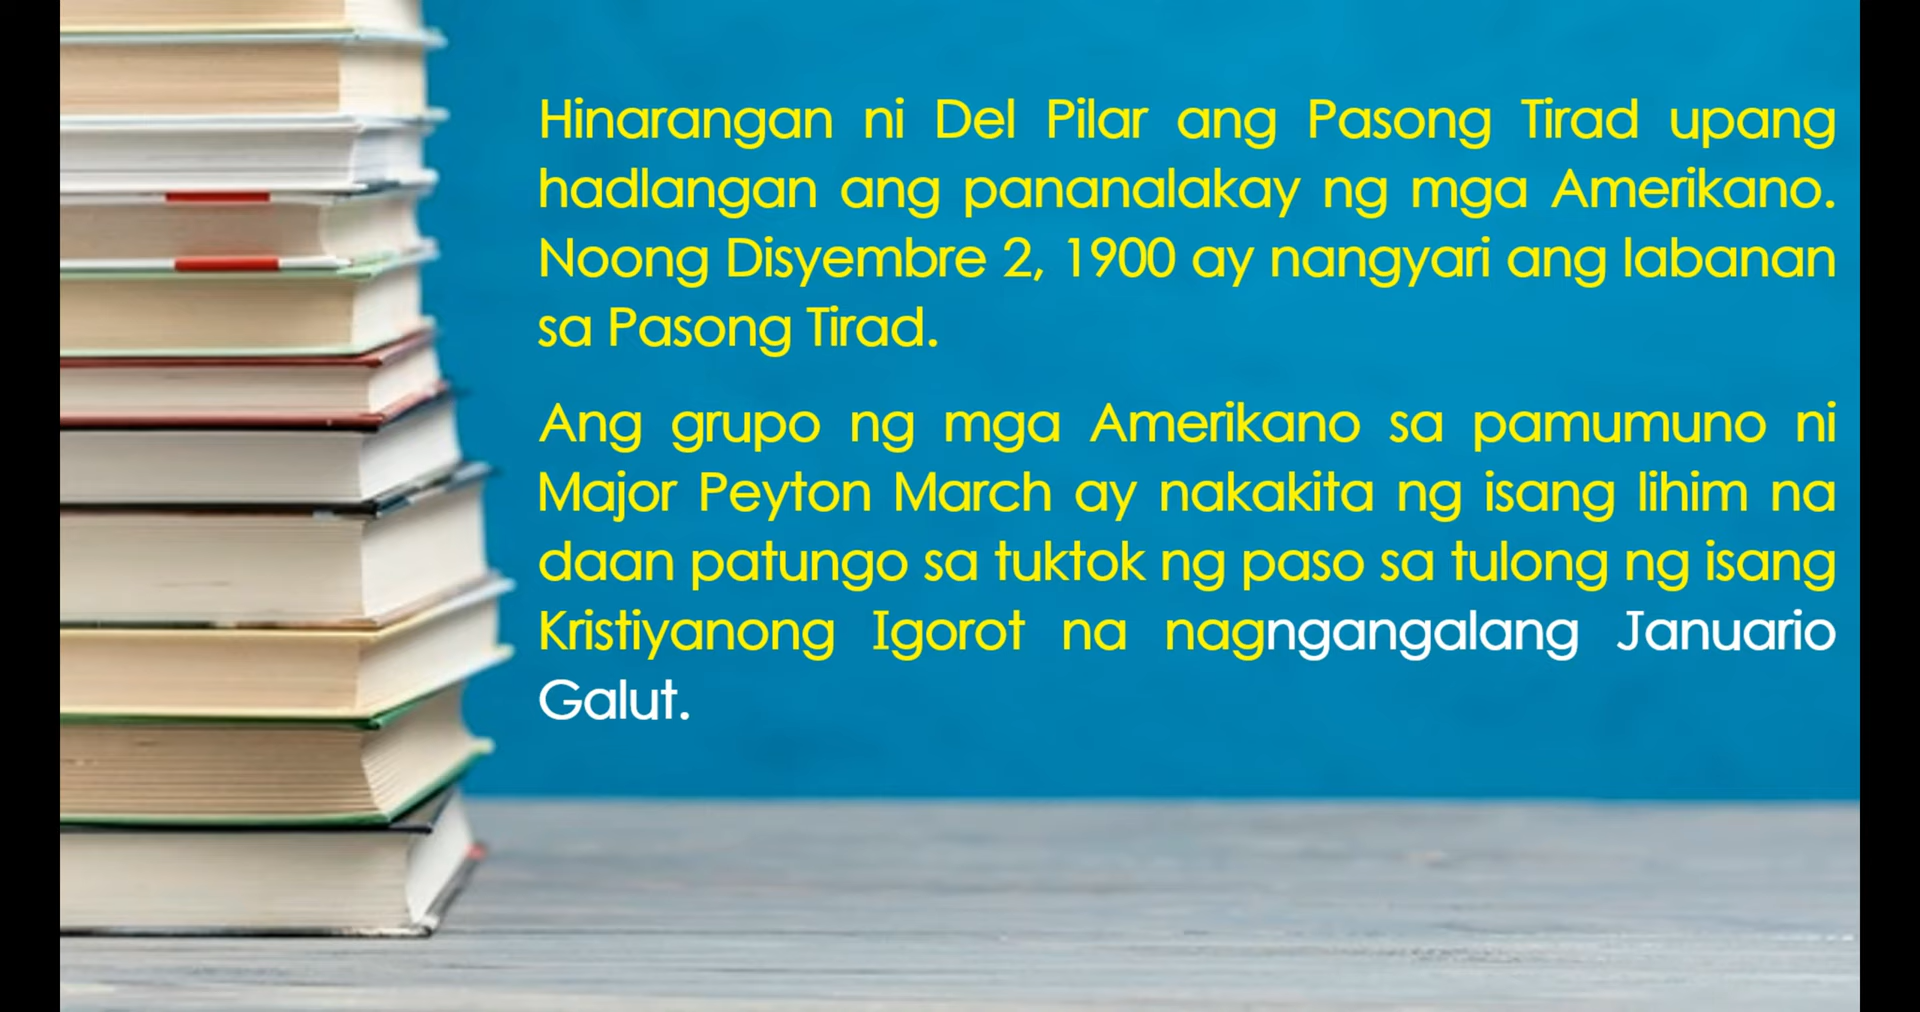 Hinarangan ni Del Pilar ang Pasong Tirad upang
hadlangan ang pananalakay ng mga Amerikano.
Noong Disyembre 2, 1900 ay nangyari ang labanan
sa Pasong Tirad.
Ang grupo ng mga Amerikano sa pamumuno ni
Major Peyton March ay nakakita ng isang lihim na
daan patungo sa tuktok ng paso sa tulong ng isang
Kristiyanong Igorot na nagngangalang Januario
Galut.